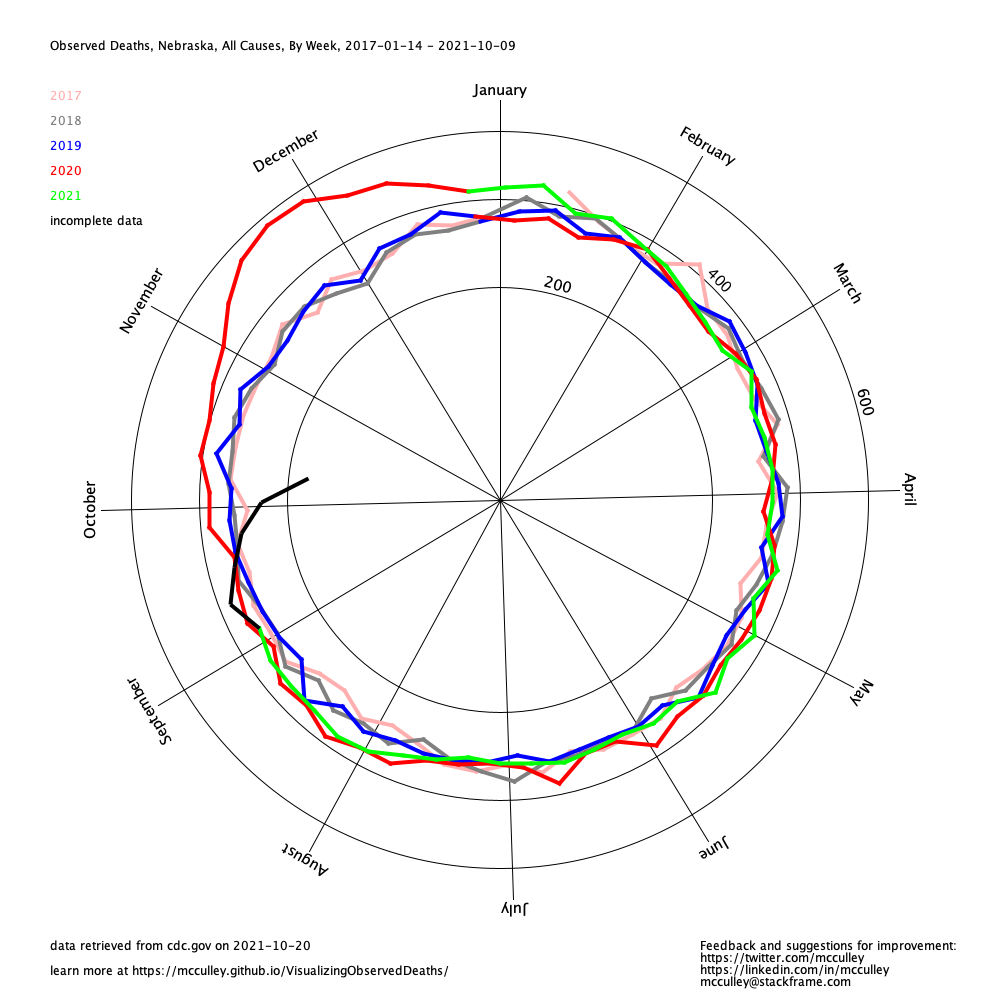 Observed Deaths, Nebraska, All Causes, By Week, 2017-01-14 - 2021-10-09
January
2017
2018
2019
2020
2021
incomplete data
December
February
November
March
200
400
600
October
April
September
May
August
June
July
data retrieved from cdc.gov on 2021-10-20
learn more at https://mcculley.github.io/VisualizingObservedDeaths/
Feedback and suggestions for improvement:
https://twitter.com/mcculley
https://linkedin.com/in/mcculley
mcculley@stackframe.com